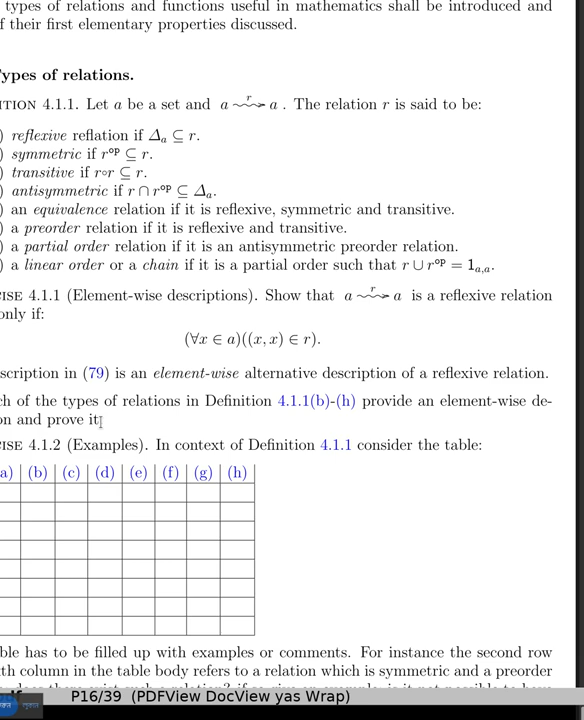 types of relations and functions useful in mathematics shall be introduced and
f their first elementary properties discussed.
ypes of relations.
ITION 4.1.1. Let a be a set and a r⇝ a . The relation r is said to be:
) reflexive reflation if Δₐ ⊆ r.
) symmetric if rᵒᵖ ⊆ r.
) transitive if r∘r ⊆ r.
) antisymmetric if r ∩ rᵒᵖ ⊆ Δₐ.
) an equivalence relation if it is reflexive, symmetric and transitive.
) a preorder relation if it is reflexive and transitive.
) a partial order relation if it is an antisymmetric preorder relation.
) a linear order or a chain if it is a partial order such that r ∪ rᵒᵖ = 1ₐ,ₐ.
ISE 4.1.1 (Element-wise descriptions). Show that a r⇝ a is a reflexive relation
only if:
(∀x ∈ a)((x, x) ∈ r).
scription in (79) is an element-wise alternative description of a reflexive relation.
ch of the types of relations in Definition 4.1.1(b)-(h) provide an element-wise de-
on and prove it
ISE 4.1.2 (Examples). In context of Definition 4.1.1 consider the table:
a) (b) (c) (d) (e) (f) (g) (h)
ble has to be filled up with examples or comments. For instance the second row
th column in the table body refers to a relation which is symmetric and a preorder
P16/39 (PDFView DocView yas Wrap)